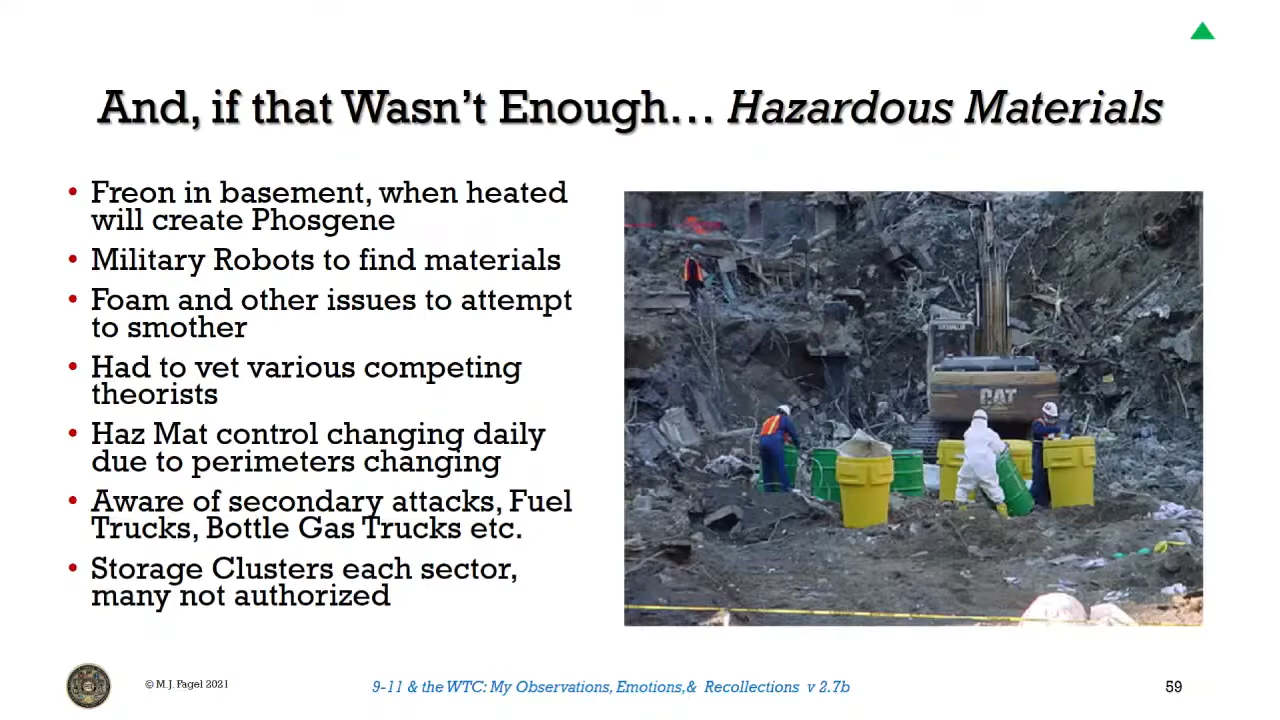 And, if that Wasn't Enough... Hazardous Materials
• Freon in basement, when heated
will create Phosgene
• Military Robots to find materials
• Foam and other issues to attempt
to smother
• Had to vet various competing
theorists
• Haz Mat control changing daily
due to perimeters changing
• Aware of secondary attacks, Fuel
Trucks, Bottle Gas Trucks etc.
• Storage Clusters each sector,
many not authorized
CAT
© M.J. Fagel 2021
9-11 & the WTC: My Observations, Emotions,& Recollections v 2.7b
59